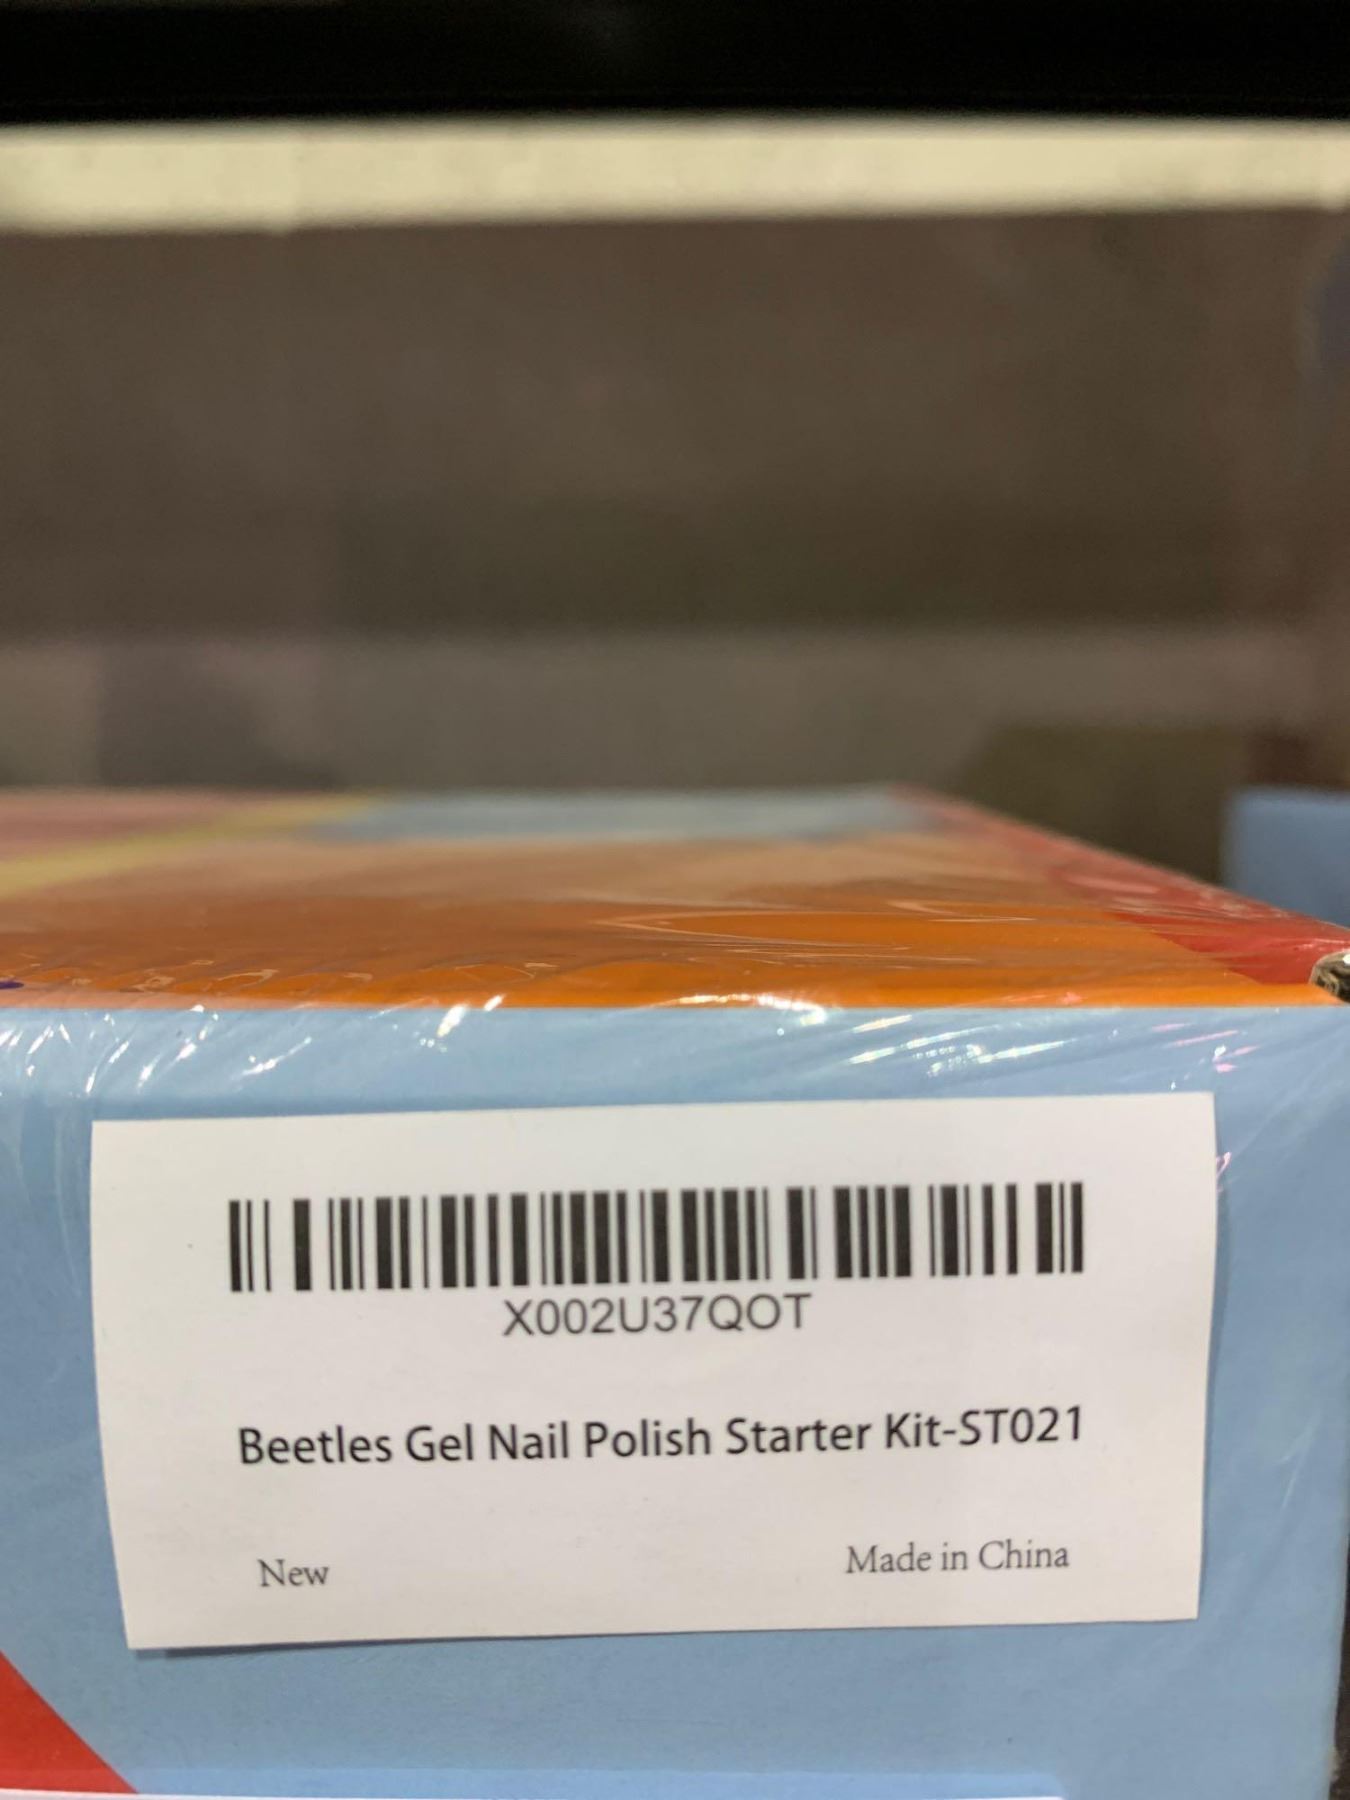 X002U37QOT
Beetles Gel Nail Polish Starter Kit-ST021
New
Made in China